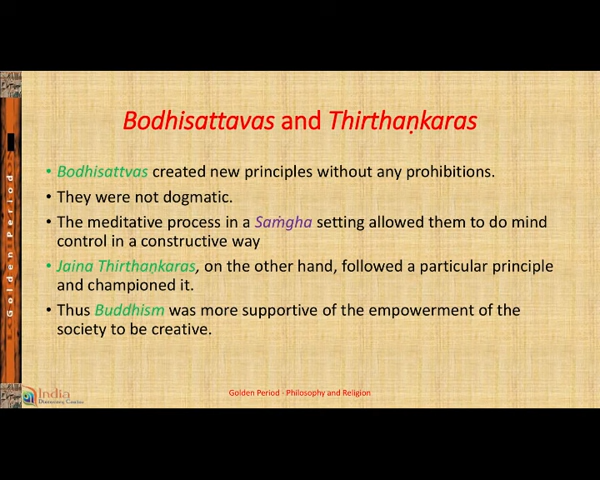 Bodhisattavas and Thirthaṇkaras
• Bodhisattvas created new principles without any prohibitions.
• They were not dogmatic.
• The meditative process in a Saṁgha setting allowed them to do mind
control in a constructive way
• Jaina Thirthaṇkaras, on the other hand, followed a particular principle
and championed it.
• Thus Buddhism was more supportive of the empowerment of the
society to be creative.
Golden Period
India
Discovery Center
Golden Period - Philosophy and Religion